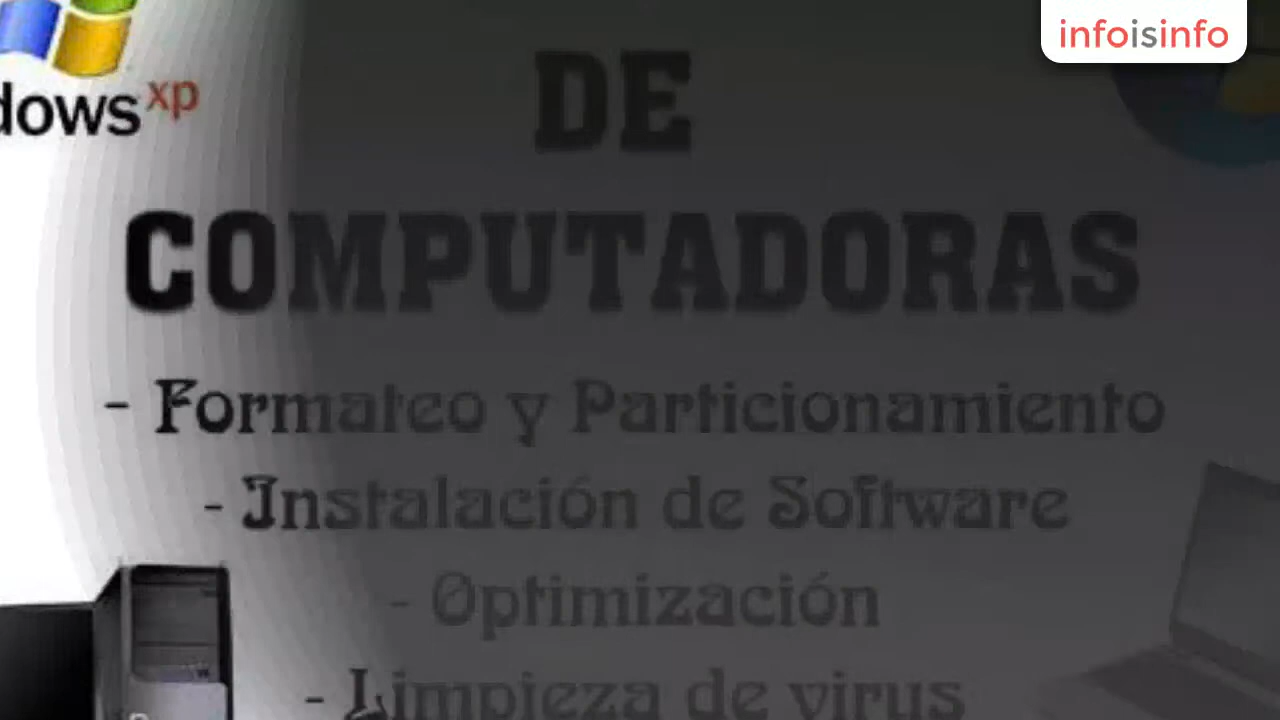 infoisinfo
dows xp
DE
COMPUTADORAS
- Formateo y Particionamiento
- Instalación de Software
- Optimización
- Limpieza de virus